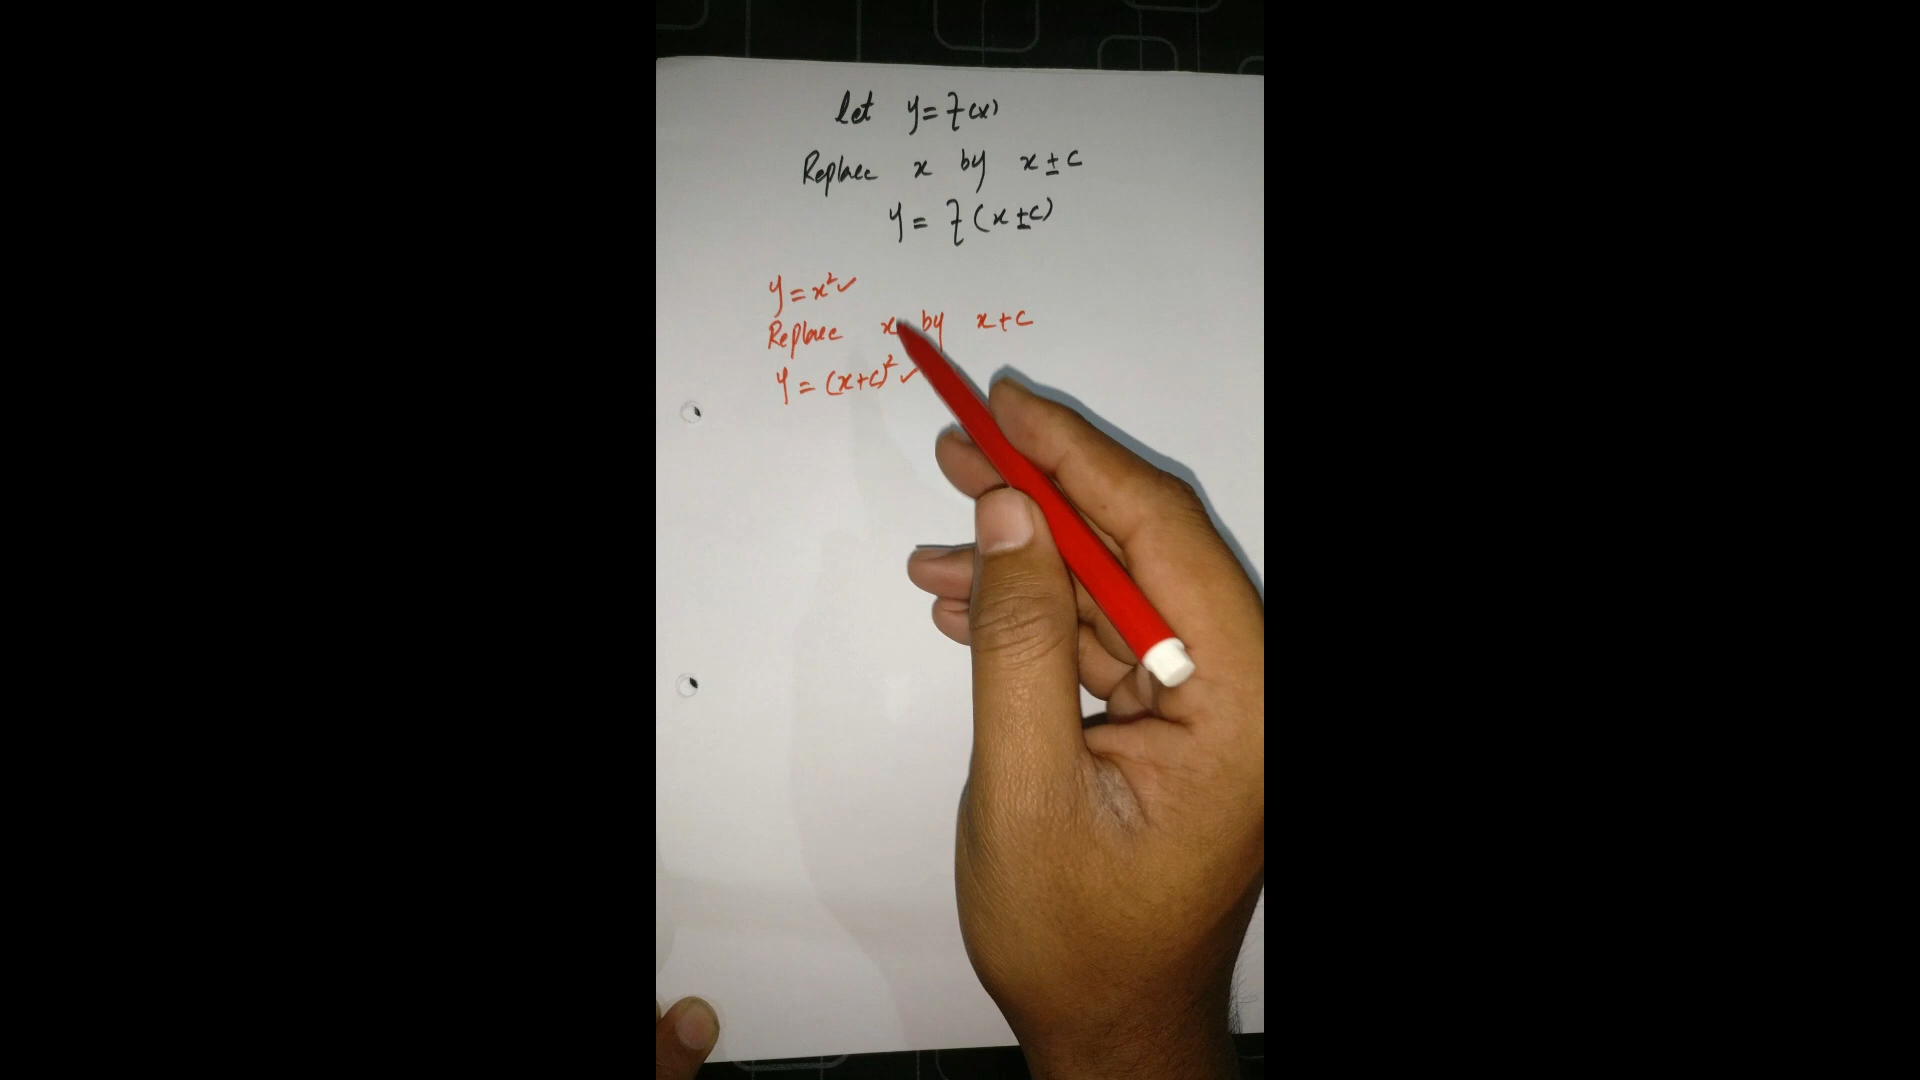 let y = f(x)
Replace x by x ± c
y = f(x ± c)
y = x² ✓
Replace x by x + c
y = (x+c)² ✓